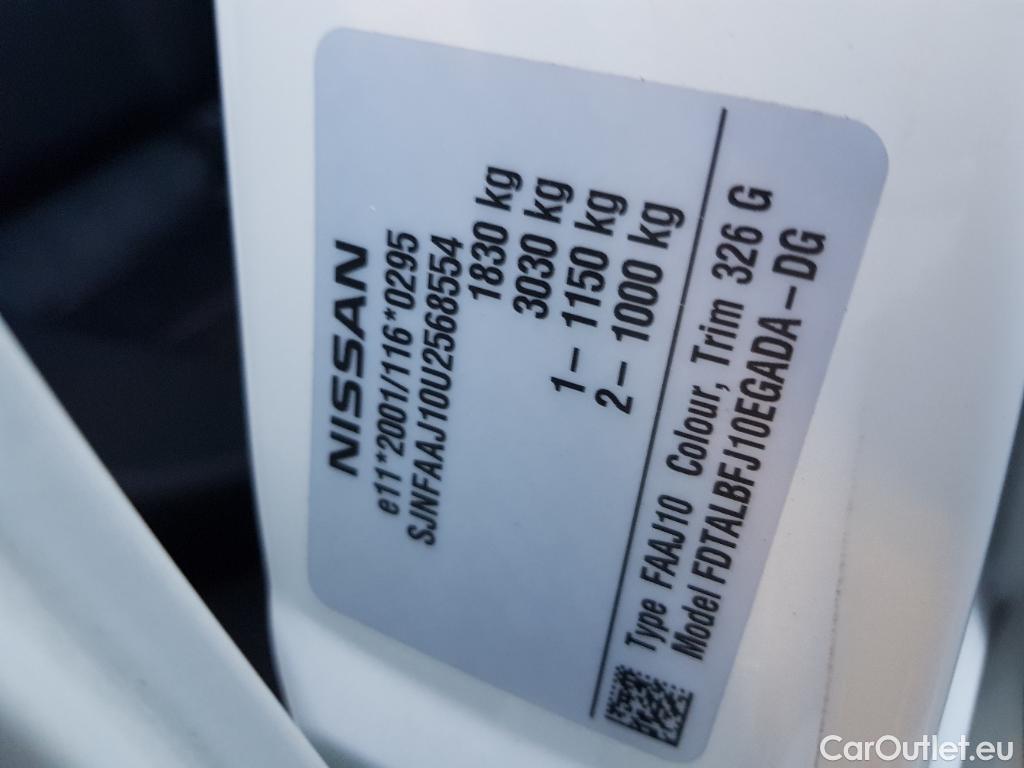 NISSAN
e11*2001/116*0295
SJNFAAJ10U2568554
1830 kg
3030 kg
1– 1150 kg
2– 1000 kg
Type FAAJ10 Colour, Trim 326 G
Model FDTALBFJ10EGADA–DG
CarOutlet.eu